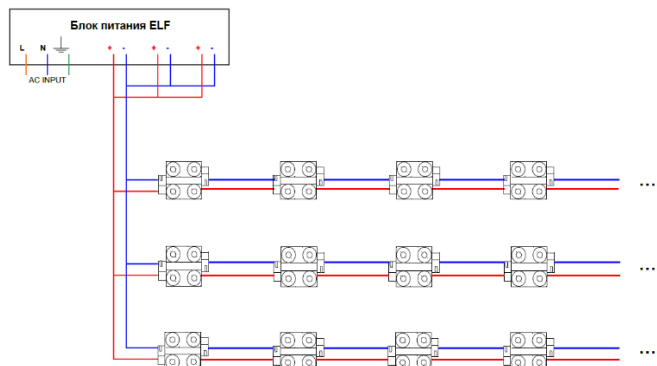 Блок питания ELF
L N + - + - + -
AC INPUT
...
...
...